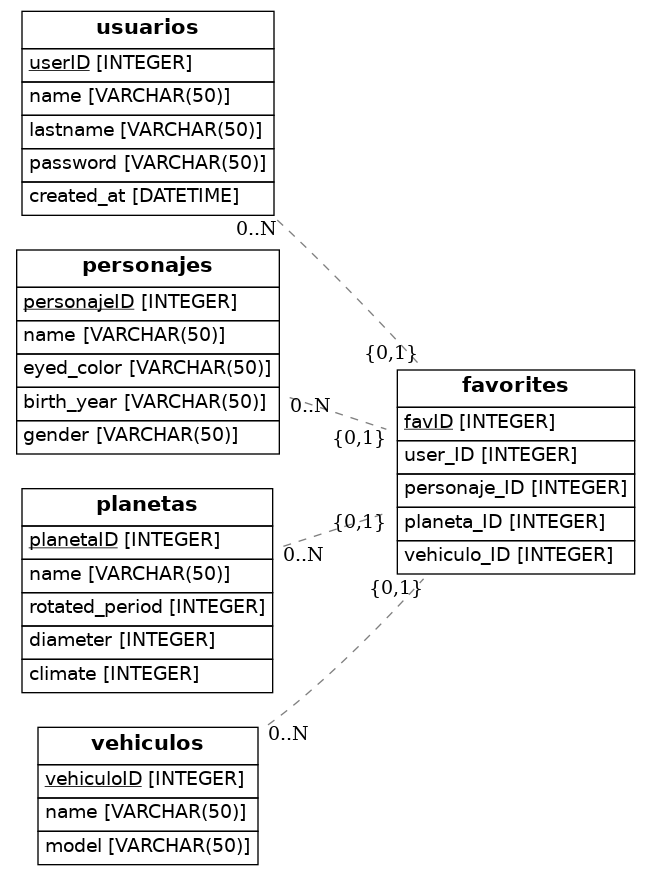 usuarios
userID [INTEGER]
name [VARCHAR(50)]
lastname [VARCHAR(50)]
password [VARCHAR(50)]
created_at [DATETIME]
0..N
{0,1}
personajes
personajeID [INTEGER]
name [VARCHAR(50)]
eyed_color [VARCHAR(50)]
birth_year [VARCHAR(50)]
gender [VARCHAR(50)]
0..N
{0,1}
favorites
favID [INTEGER]
user_ID [INTEGER]
personaje_ID [INTEGER]
planeta_ID [INTEGER]
vehiculo_ID [INTEGER]
planetas
planetaID [INTEGER]
name [VARCHAR(50)]
rotated_period [INTEGER]
diameter [INTEGER]
climate [INTEGER]
{0,1}
0..N
{0,1}
0..N
vehiculos
vehiculoID [INTEGER]
name [VARCHAR(50)]
model [VARCHAR(50)]